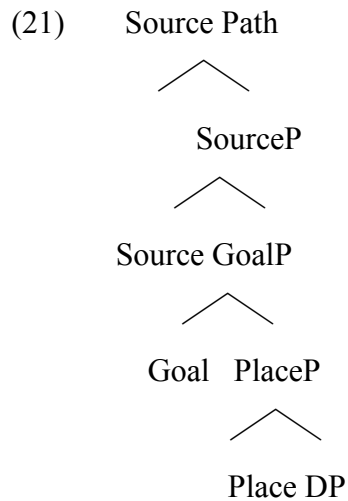 (21) Source Path
SourceP
Source GoalP
Goal PlaceP
Place DP